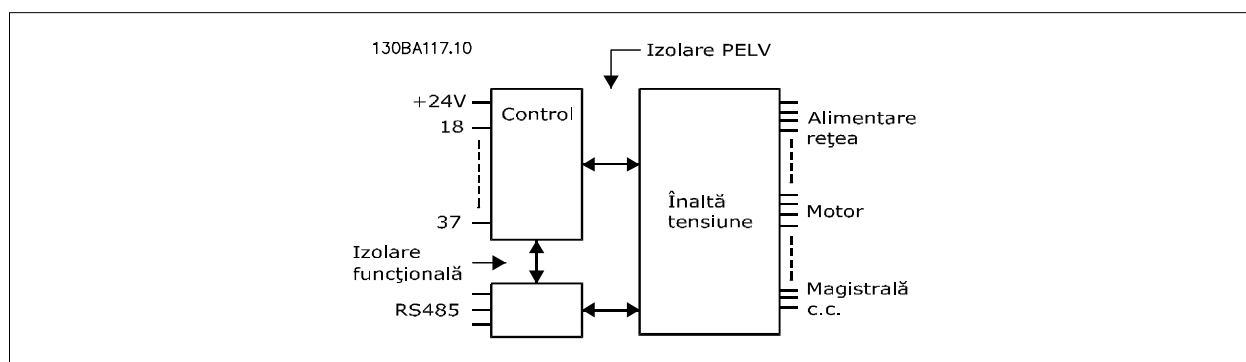 130BA117.10
Izolare PELV
+24V
Control
18
37
Alimentare
reţea
Înaltă
tensiune
Motor
Izolare
funcţională
RS485
Magistrală
c.c.